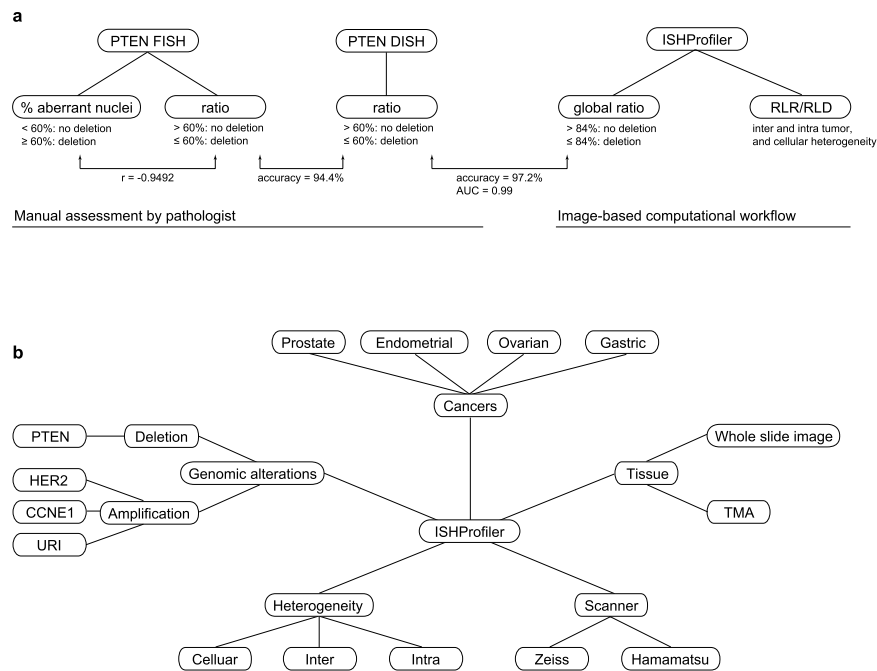 a
PTEN FISH
PTEN DISH
ISHProfiler
% aberrant nuclei
ratio
ratio
global ratio
RLR/RLD
< 60%: no deletion
≥ 60%: deletion
> 60%: no deletion
≤ 60%: deletion
> 60%: no deletion
≤ 60%: deletion
> 84%: no deletion
≤ 84%: deletion
inter and intra tumor,
and cellular heterogeneity
r = -0.9492
accuracy = 94.4%
accuracy = 97.2%
AUC = 0.99
Manual assessment by pathologist
Image-based computational workflow
b
Prostate
Endometrial
Ovarian
Gastric
Cancers
PTEN
Deletion
Whole slide image
HER2
Genomic alterations
Tissue
CCNE1
Amplification
TMA
URI
ISHProfiler
Heterogeneity
Scanner
Celluar
Inter
Intra
Zeiss
Hamamatsu